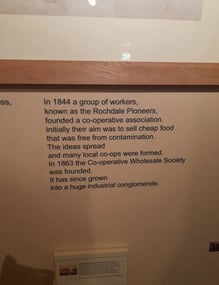 ss,
In 1844 a group of workers,
known as the Rochdale Pioneers,
founded a co-operative association.
Initially their aim was to sell cheap food
that was free from contamination.
The ideas spread
and many local co-ops were formed.
In 1863 the Co-operative Wholesale Society
was founded.
It has since grown
into a huge industrial conglomerate.